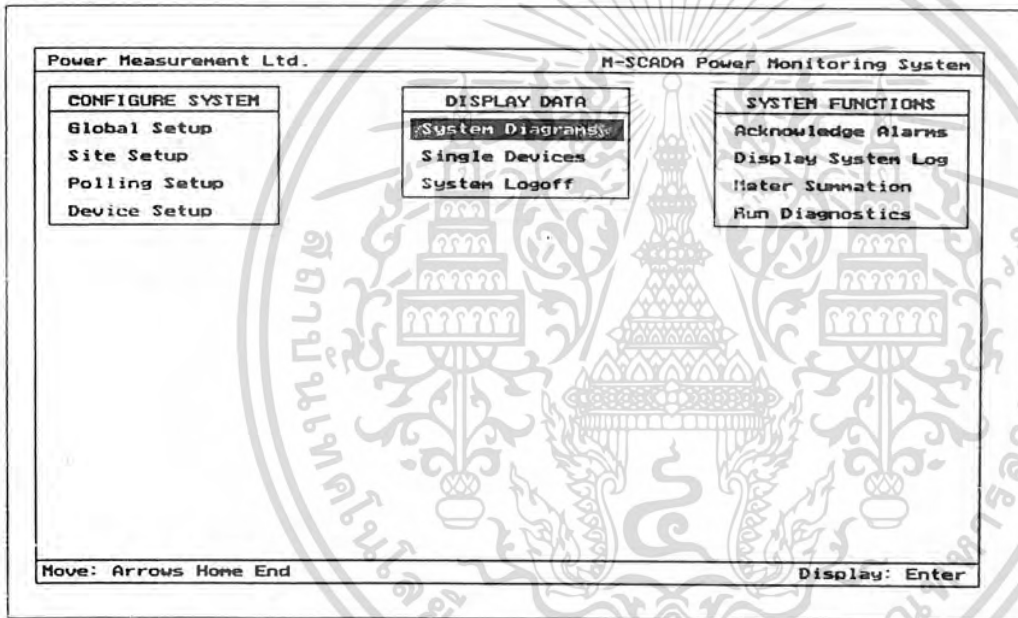 Power Measurement Ltd.
M-SCADA Power Monitoring System
CONFIGURE SYSTEM
Global Setup
Site Setup
Polling Setup
Device Setup
DISPLAY DATA
System Diagrams
Single Devices
System Logoff
SYSTEM FUNCTIONS
Acknowledge Alarms
Display System Log
Meter Summation
Run Diagnostics
Move: Arrows Home End
Display: Enter